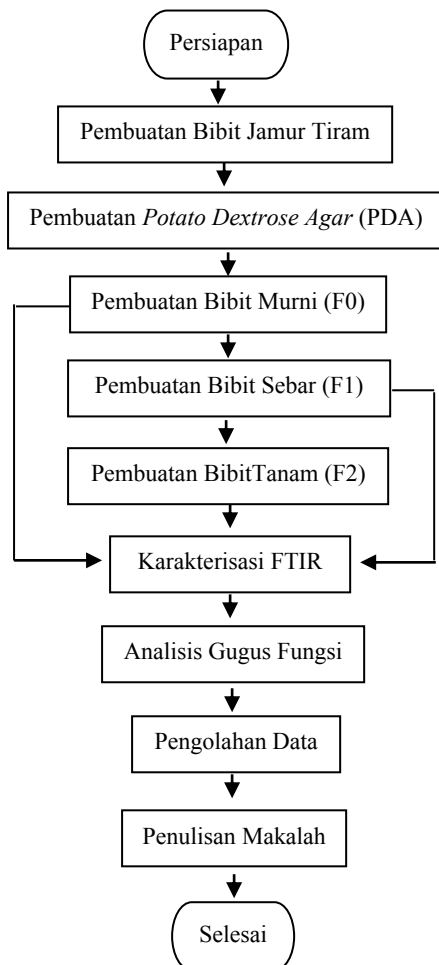 Persiapan
Pembuatan Bibit Jamur Tiram
Pembuatan Potato Dextrose Agar (PDA)
Pembuatan Bibit Murni (F0)
Pembuatan Bibit Sebar (F1)
Pembuatan BibitTanam (F2)
Karakterisasi FTIR
Analisis Gugus Fungsi
Pengolahan Data
Penulisan Makalah
Selesai